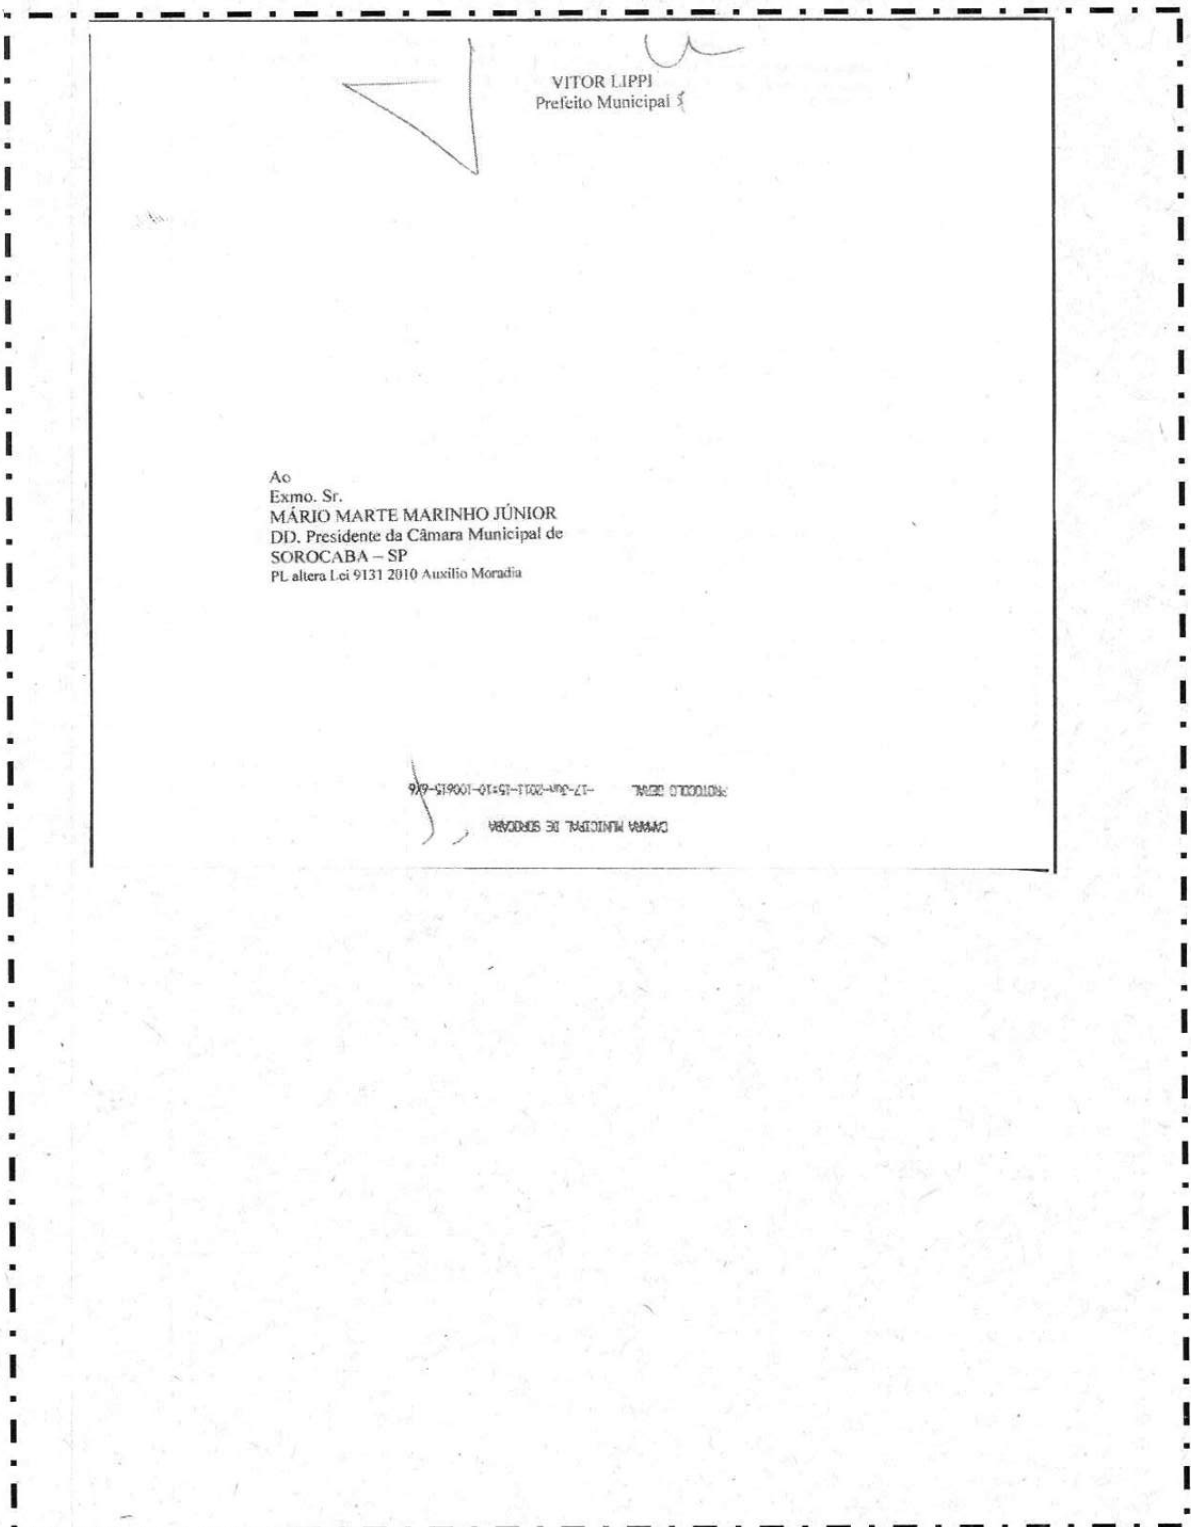 VITOR LIPPI
Prefeito Municipal
Ao
Exmo. Sr.
MÁRIO MARTE MARINHO JÚNIOR
DD. Presidente da Câmara Municipal de
SOROCABA – SP
PL altera Lei 9131 2010 Auxílio Moradia
CAMARA MUNICIPAL DE SOROCABA
PROTOCOLO GERAL -17-Jun-2011-15:10-100615-6/6